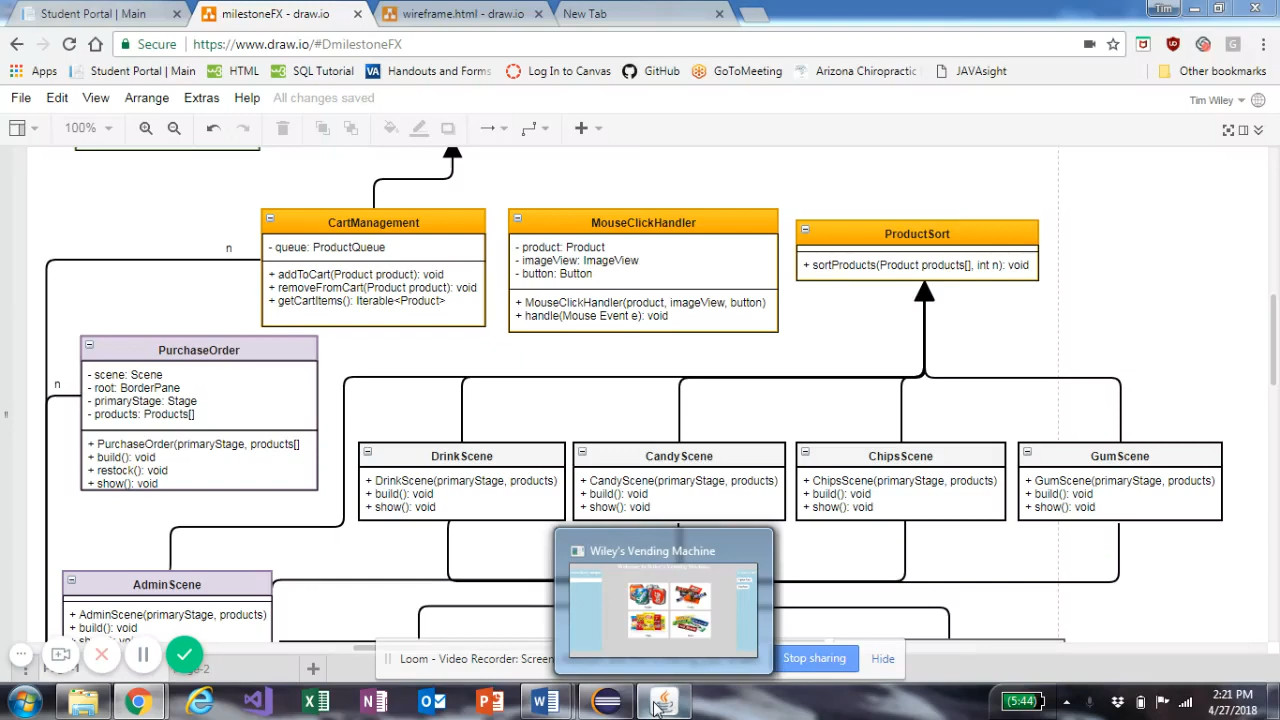 Student Portal | Main
milestoneFX - draw.io
wireframe.html - draw.io
New Tab
Tim
Secure
https://www.draw.io/#DmilestoneFX
Apps
Student Portal | Main
HTML
SQL Tutorial
Handouts and Forms
Log In to Canvas
GitHub
GoToMeeting
Arizona Chiropractic
JAVAsight
Other bookmarks
File
Edit
View
Arrange
Extras
Help
All changes saved
Tim Wiley
100%
CartManagement
- queue: ProductQueue
+ addToCart(Product product): void
+ removeFromCart(Product product): void
+ getCartItems(): Iterable<Product>
MouseClickHandler
- product: Product
- imageView: ImageView
- button: Button
+ MouseClickHandler(product, imageView, button)
+ handle(Mouse Event e): void
ProductSort
+ sortProducts(Product products[], int n): void
n
n
PurchaseOrder
- scene: Scene
- root: BorderPane
- primaryStage: Stage
- products: Products[]
+ PurchaseOrder(primaryStage, products[]
+ build(): void
+ restock(): void
+ show(): void
DrinkScene
+ DrinkScene(primaryStage, products)
+ build(): void
+ show(): void
CandyScene
+ CandyScene(primaryStage, products)
+ build(): void
+ show(): void
ChipsScene
+ ChipsScene(primaryStage, products)
+ build(): void
+ show(): void
GumScene
+ GumScene(primaryStage, products)
+ build(): void
+ show(): void
AdminScene
+ AdminScene(primaryStage, products)
+ build(): void
Wiley's Vending Machine
Loom - Video Recorder: Screen
Stop sharing
Hide
(5:44)
2:21 PM
4/27/2018